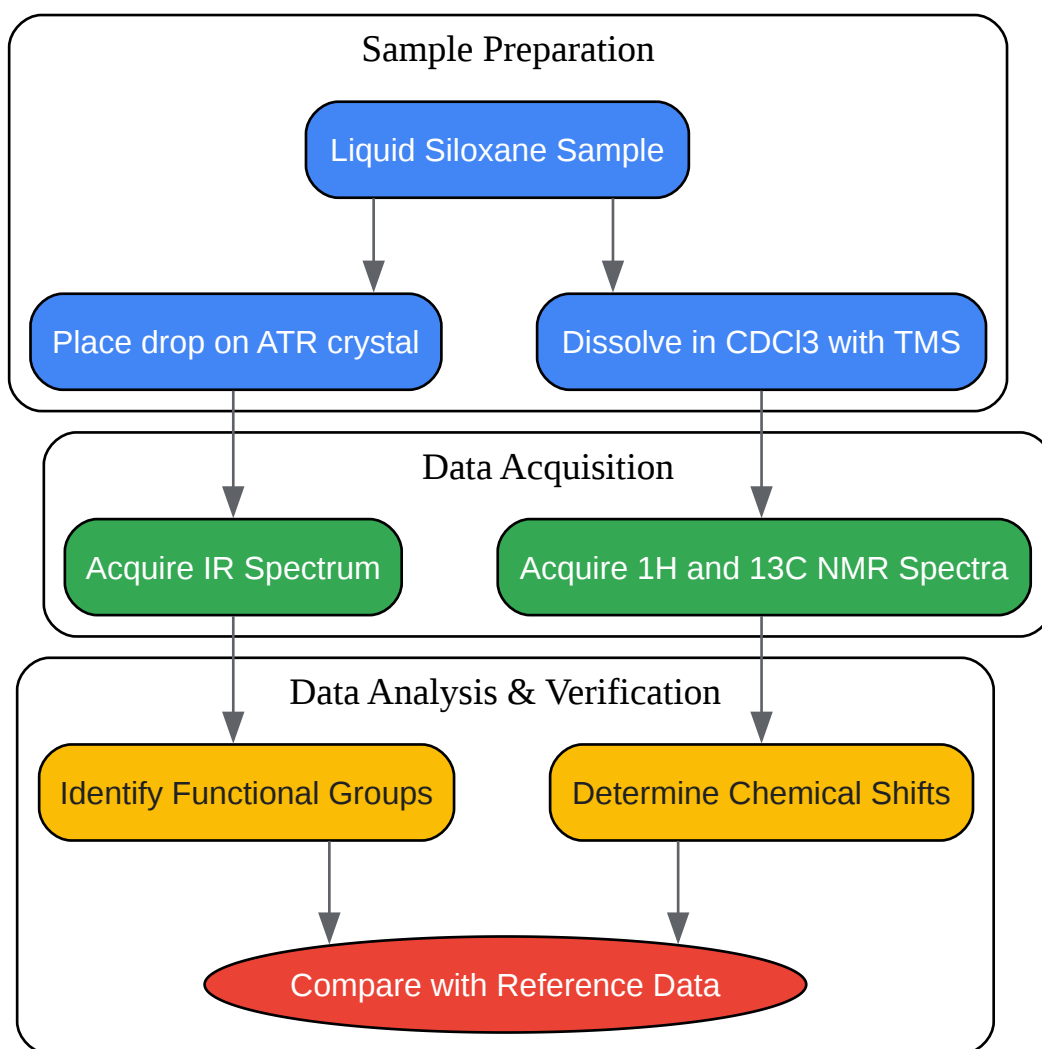 Sample Preparation
Liquid Siloxane Sample
Place drop on ATR crystal
Dissolve in CDCl3 with TMS
Data Acquisition
Acquire IR Spectrum
Acquire 1H and 13C NMR Spectra
Data Analysis & Verification
Identify Functional Groups
Determine Chemical Shifts
Compare with Reference Data